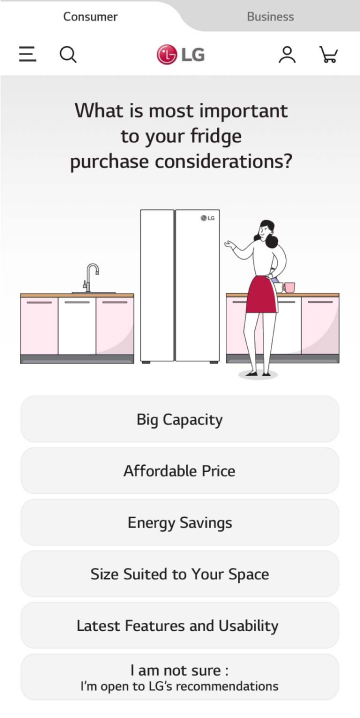 Consumer
Business
LG
What is most important
to your fridge
purchase considerations?
LG
Big Capacity
Affordable Price
Energy Savings
Size Suited to Your Space
Latest Features and Usability
I am not sure :
I'm open to LG's recommendations